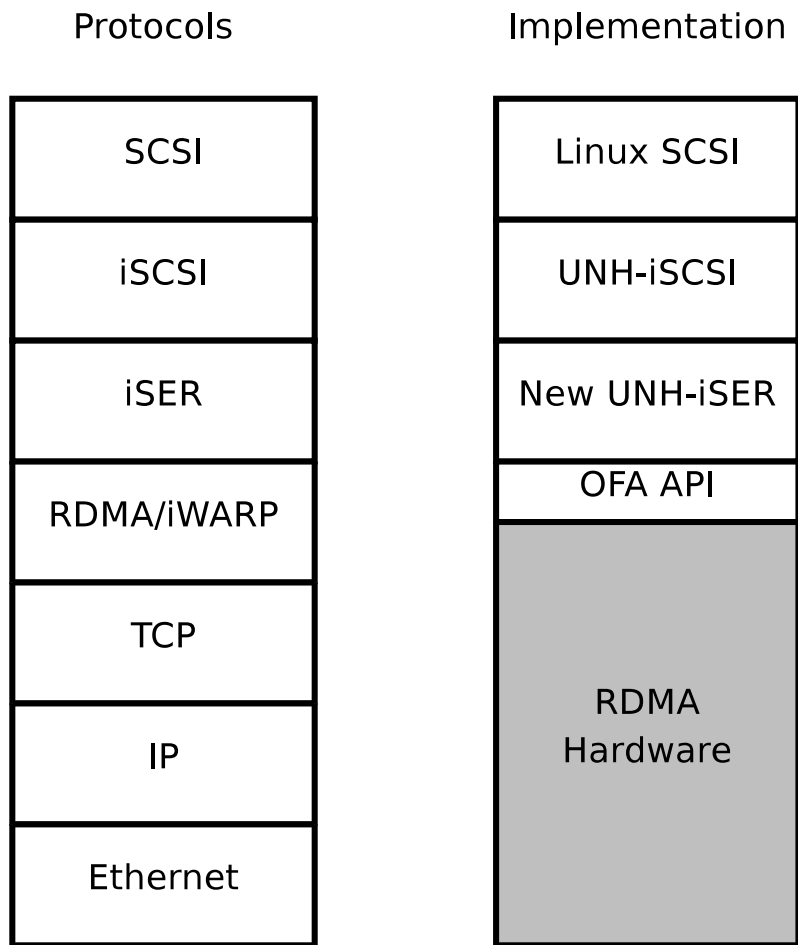 Protocols
SCSI
iSCSI
iSER
RDMA/iWARP
TCP
IP
Ethernet
Implementation
Linux SCSI
UNH-iSCSI
New UNH-iSER
OFA API
RDMA
Hardware